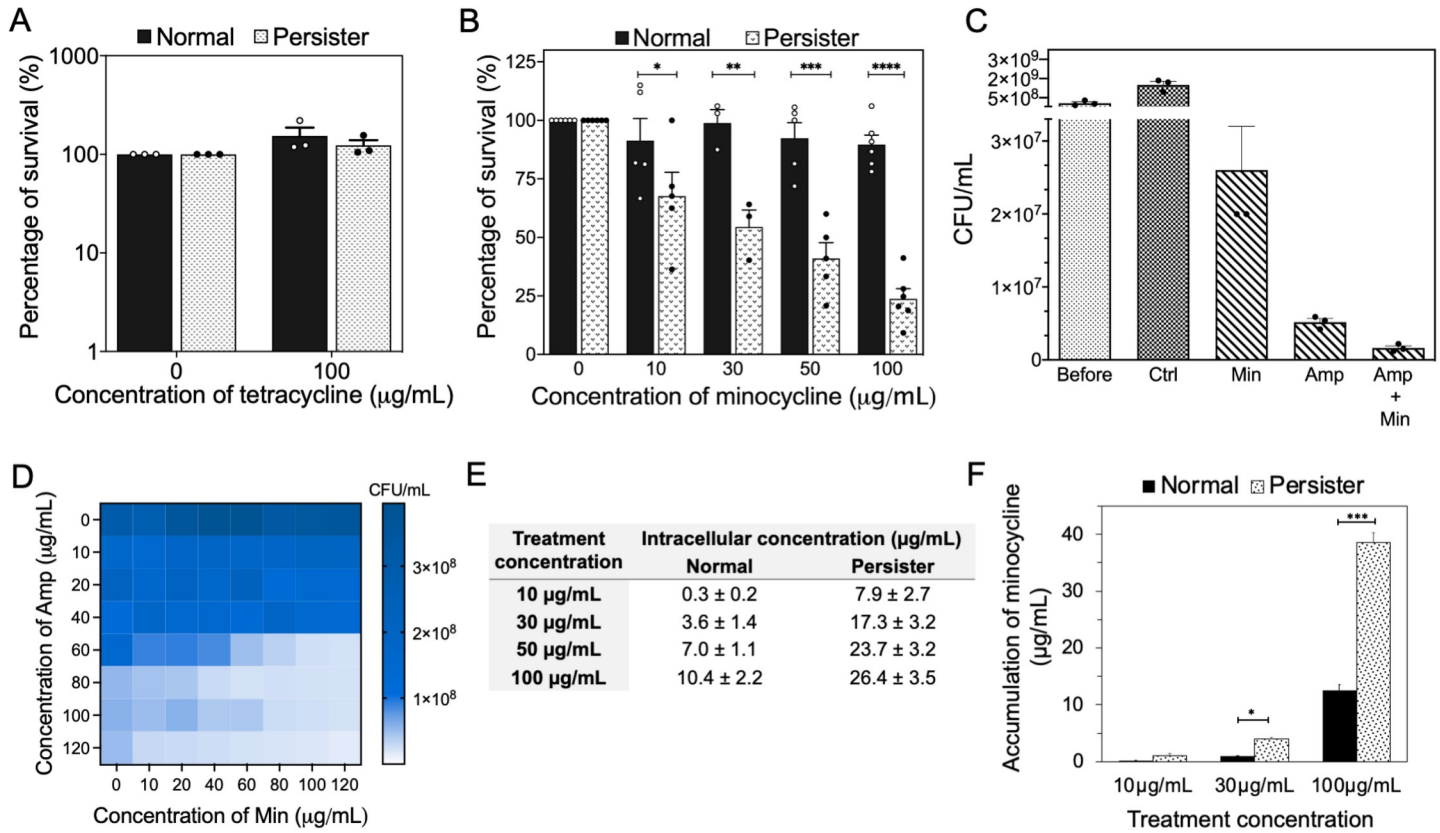 A
Normal Persister
Percentage of survival (%)
1000
100
10
1
0 100
Concentration of tetracycline (µg/mL)
B
Normal Persister
Percentage of survival (%)
125
100
75
50
25
0
* ** *** ****
0 10 30 50 100
Concentration of minocycline (µg/mL)
C
CFU/mL
3×10⁹
2×10⁹
5×10⁸
3×10⁷
2×10⁷
1×10⁷
0
Before Ctrl Min Amp Amp
+
Min
D
Concentration of Amp (µg/mL)
0
10
20
40
60
80
100
120
0 10 20 40 60 80 100 120
Concentration of Min (µg/mL)
CFU/mL
3×10⁸
2×10⁸
1×10⁸
E
Treatment concentration
Intracellular concentration (µg/mL)
Normal Persister
10 µg/mL 0.3 ± 0.2 7.9 ± 2.7
30 µg/mL 3.6 ± 1.4 17.3 ± 3.2
50 µg/mL 7.0 ± 1.1 23.7 ± 3.2
100 µg/mL 10.4 ± 2.2 26.4 ± 3.5
F
Normal Persister
Accumulation of minocycline
(µg/mL)
40
30
20
10
0
* ***
10µg/mL 30µg/mL 100µg/mL
Treatment concentration